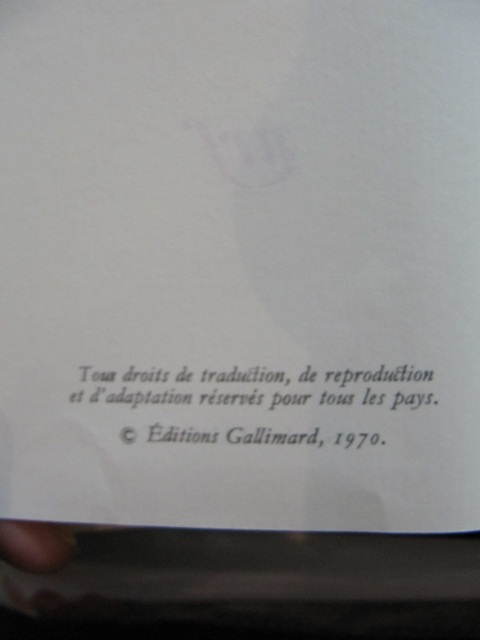 Tous droits de traduction, de reproduction
et d'adaptation réservés pour tous les pays.
© Éditions Gallimard, 1970.